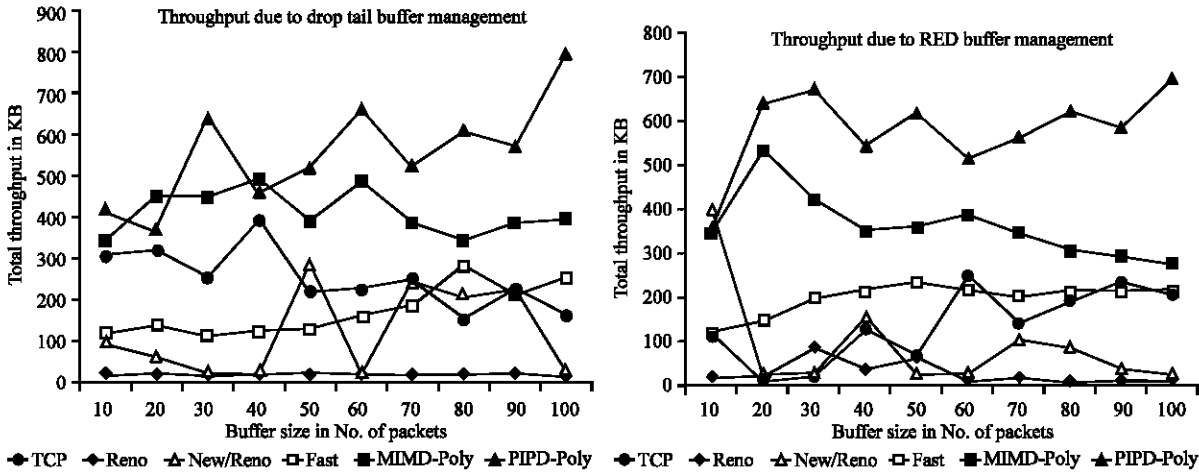 Throughput due to drop tail buffer management
Total throughput in KB
900
800
700
600
500
400
300
200
100
0
10 20 30 40 50 60 70 80 90 100
Buffer size in No. of packets
TCP Reno New/Reno Fast MIMD-Poly PIPD-Poly
Throughput due to RED buffer management
Total throughput in KB
800
700
600
500
400
300
200
100
0
10 20 30 40 50 60 70 80 90 100
Buffer size in No. of packets
TCP Reno New/Reno Fast MIMD-Poly PIPD-Poly